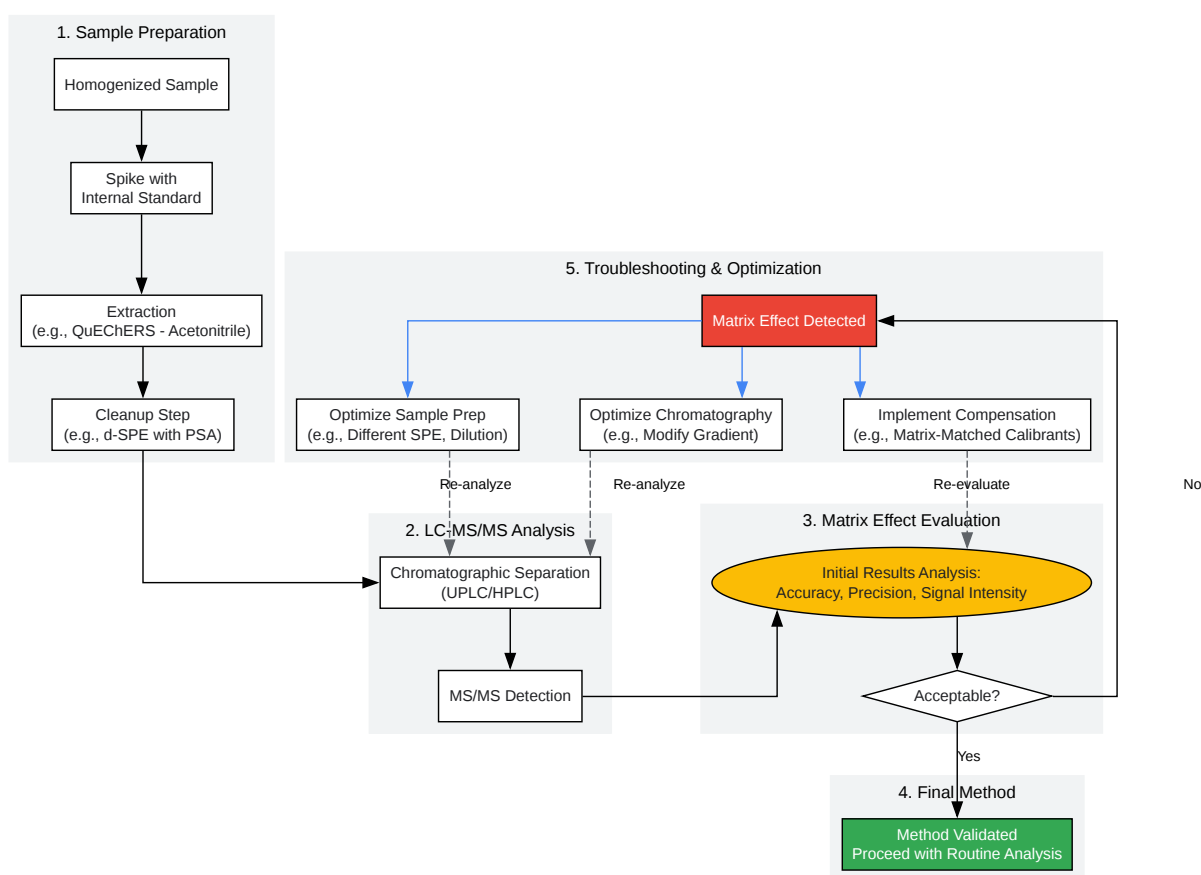 1. Sample Preparation
Homogenized Sample
Spike with
Internal Standard
Extraction
(e.g., QuEChERS - Acetonitrile)
Cleanup Step
(e.g., d-SPE with PSA)
5. Troubleshooting & Optimization
Matrix Effect Detected
Optimize Sample Prep
(e.g., Different SPE, Dilution)
Optimize Chromatography
(e.g., Modify Gradient)
Implement Compensation
(e.g., Matrix-Matched Calibrants)
Re-analyze
Re-analyze
Re-evaluate
No
2. LC-MS/MS Analysis
Chromatographic Separation
(UPLC/HPLC)
MS/MS Detection
3. Matrix Effect Evaluation
Initial Results Analysis:
Accuracy, Precision, Signal Intensity
Acceptable?
Yes
4. Final Method
Method Validated
Proceed with Routine Analysis